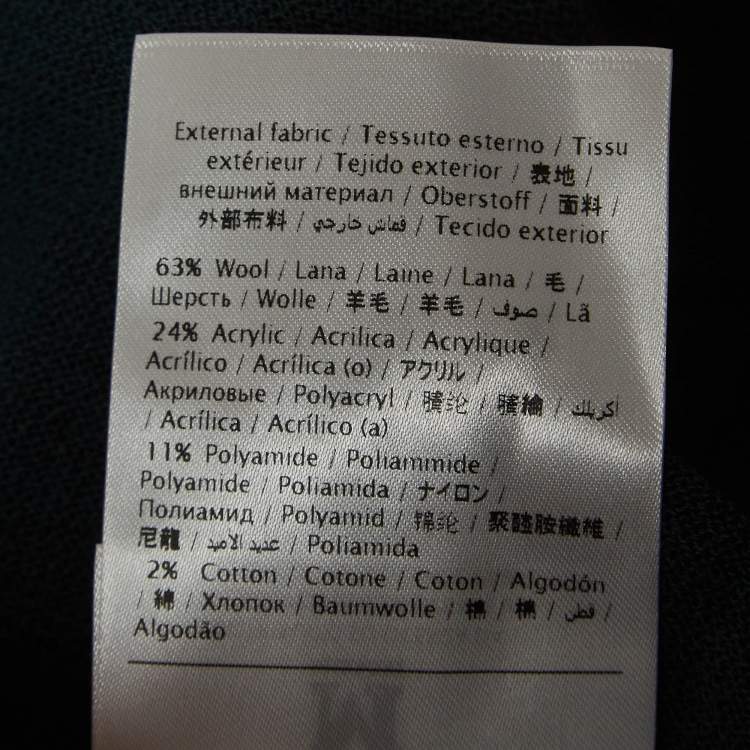 External fabric / Tessuto esterno / Tissu
extérieur / Tejido exterior / 表地 /
внешний материал / Oberstoff / 面料 /
外部布料 / قماش خارجي / Tecido exterior
63% Wool / Lana / Laine / Lana / 毛 /
Шерсть / Wolle / 羊毛 / 羊毛 / صوف / Lã
24% Acrylic / Acrilica / Acrylique /
Acrílico / Acrílica (o) / アクリル /
Акриловые / Polyacryl / 腈纶 / 腈綸 / أكريلك
/ Acrílica / Acrílico (a)
11% Polyamide / Poliammide /
Polyamide / Poliamida / ナイロン /
Полиамид / Polyamid / 锦纶 / 聚醯胺纖維 /
尼龍 / عديد الاميد / Poliamida
2% Cotton / Cotone / Coton / Algodón
/ 綿 / Хлопок / Baumwolle / 棉 / 棉 / قطن /
Algodão